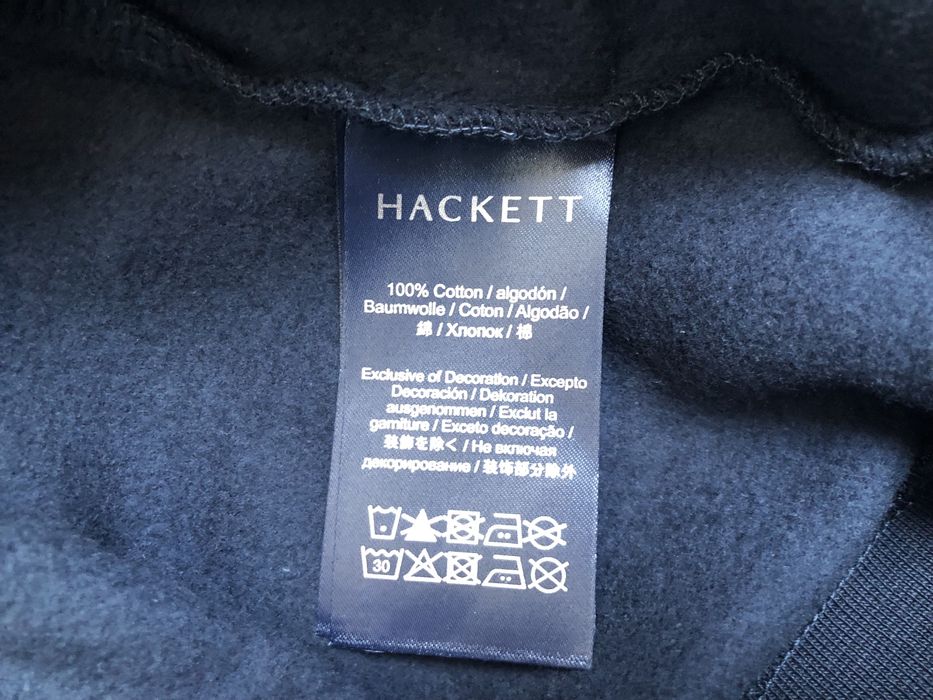 HACKETT
100% Cotton / algodón /
Baumwolle / Coton / Algodão /
綿 / Хлопок / 棉
Exclusive of Decoration / Excepto
Decoración / Dekoration
ausgenommen / Exclut la
garniture / Exceto decoração /
装飾を除く / Не включая
декорирование / 装饰部分除外
30